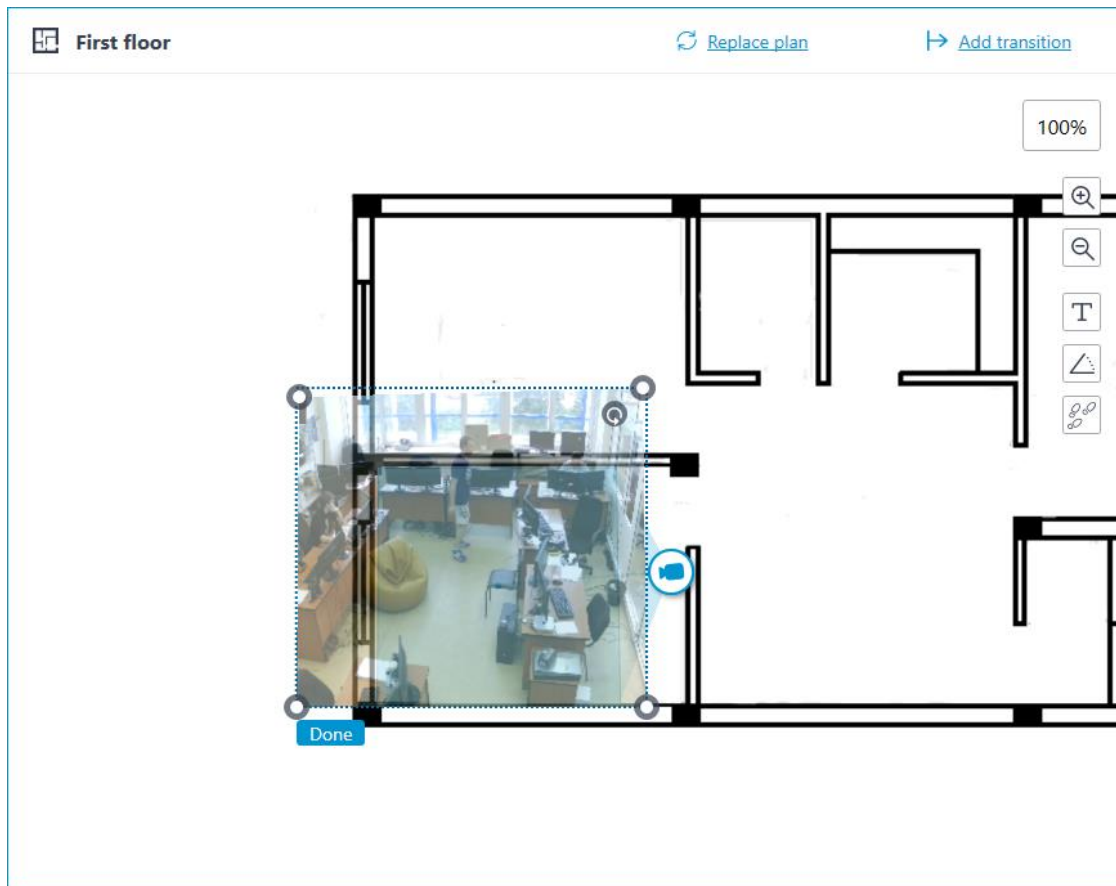 First floor
Replace plan
Add transition
100%
T
Done